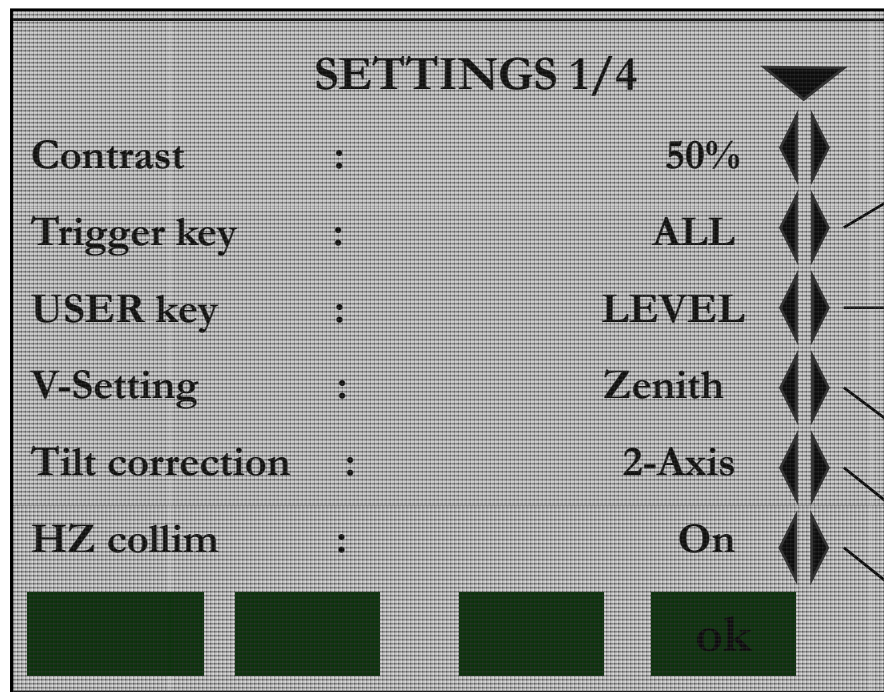 SETTINGS 1/4
Contrast : 50%
Trigger key : ALL
USER key : LEVEL
V-Setting : Zenith
Tilt correction : 2-Axis
HZ collim : On
ok